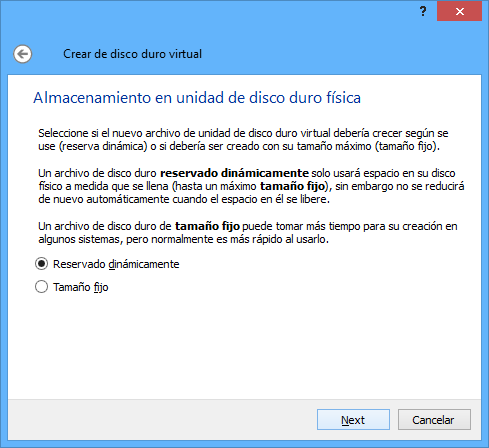 ?
Crear de disco duro virtual
Almacenamiento en unidad de disco duro física
Seleccione si el nuevo archivo de unidad de disco duro virtual debería crecer según se
use (reserva dinámica) o si debería ser creado con su tamaño máximo (tamaño fijo).
Un archivo de disco duro reservado dinámicamente solo usará espacio en su disco
físico a medida que se llena (hasta un máximo tamaño fijo), sin embargo no se reducirá
de nuevo automáticamente cuando el espacio en él se libere.
Un archivo de disco duro de tamaño fijo puede tomar más tiempo para su creación en
algunos sistemas, pero normalmente es más rápido al usarlo.
Reservado dinámicamente
Tamaño fijo
Next Cancelar